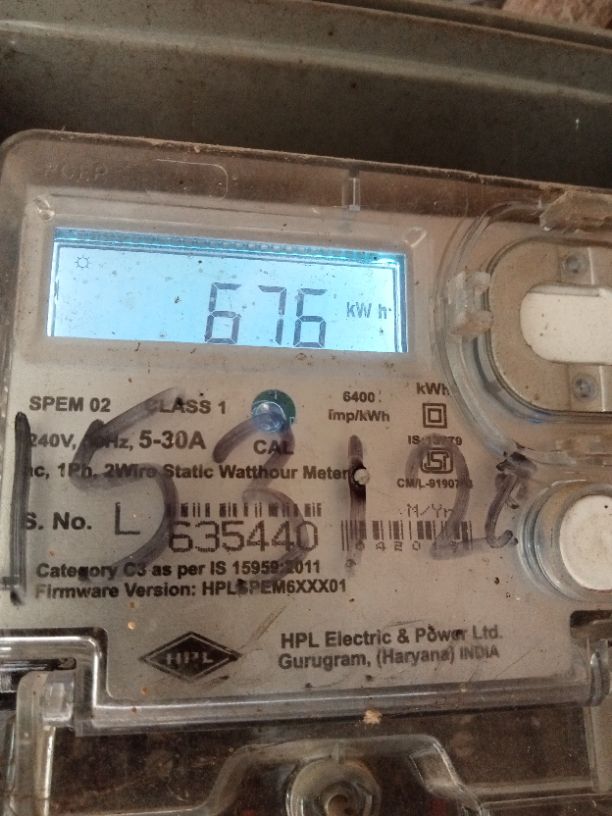 676 kWh
SPEM 02 CLASS 1 6400 imp/kWh kWh
240V, 5-30A CAL
ac, 1Ph, 2Wire Static Watthour Meter
S. No. L 635440
Category C3 as per IS 15959:2011
Firmware Version: HPLSPEM6XXX01
HPL
HPL Electric & Power Ltd.
Gurugram, (Haryana) INDIA